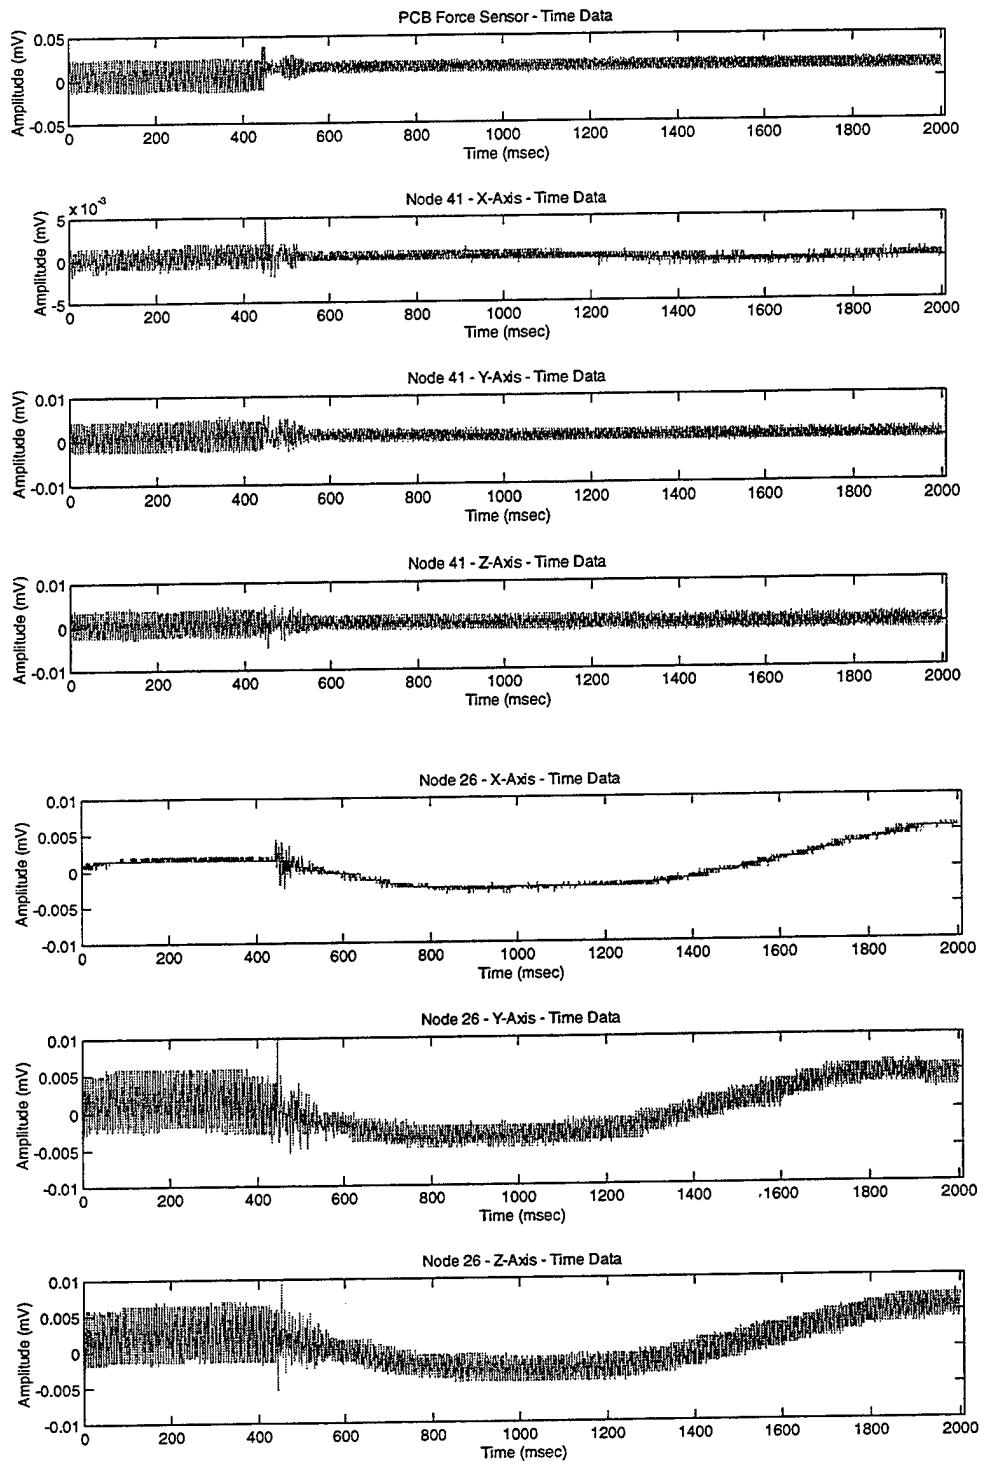 PCB Force Sensor - Time Data
0.05
0
-0.05
Amplitude (mV)
0 200 400 600 800 1000 1200 1400 1600 1800 2000
Time (msec)
Node 41 - X-Axis - Time Data
x 10-3
5
0
-5
Amplitude (mV)
0 200 400 600 800 1000 1200 1400 1600 1800 2000
Time (msec)
Node 41 - Y-Axis - Time Data
0.01
0
-0.01
Amplitude (mV)
0 200 400 600 800 1000 1200 1400 1600 1800 2000
Time (msec)
Node 41 - Z-Axis - Time Data
0.01
0
-0.01
Amplitude (mV)
0 200 400 600 800 1000 1200 1400 1600 1800 2000
Time (msec)
Node 26 - X-Axis - Time Data
0.01
0.005
0
-0.005
-0.01
Amplitude (mV)
0 200 400 600 800 1000 1200 1400 1600 1800 2000
Time (msec)
Node 26 - Y-Axis - Time Data
0.01
0.005
0
-0.005
-0.01
Amplitude (mV)
0 200 400 600 800 1000 1200 1400 1600 1800 2000
Time (msec)
Node 26 - Z-Axis - Time Data
0.01
0.005
0
-0.005
-0.01
Amplitude (mV)
0 200 400 600 800 1000 1200 1400 1600 1800 2000
Time (msec)